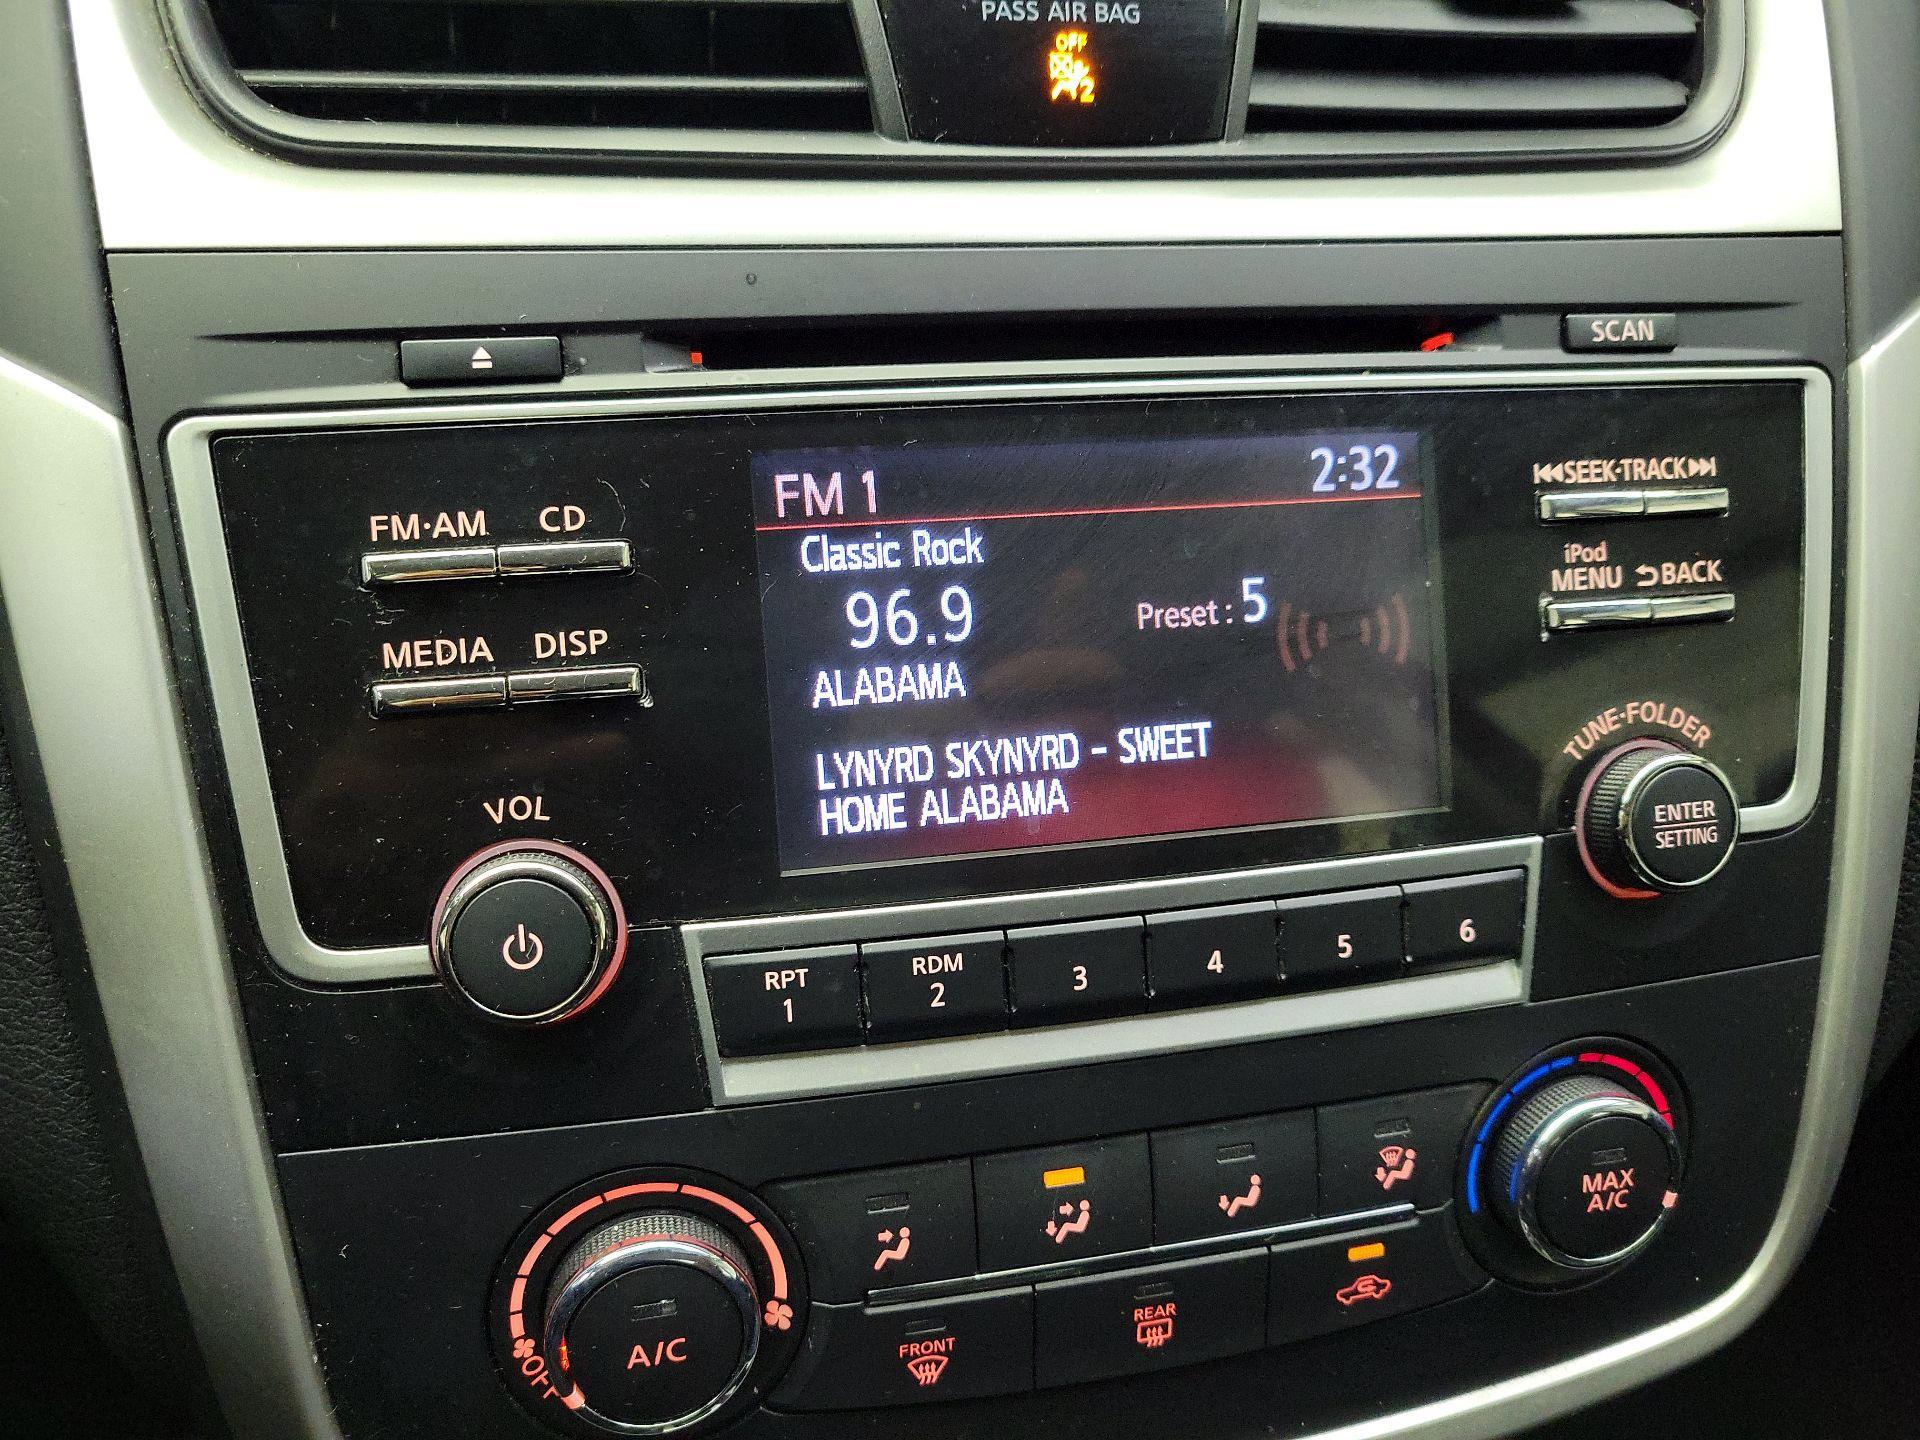 PASS AIR BAG
OFF
2
SCAN
FM 1 2:32
Classic Rock
96.9 Preset : 5
ALABAMA
LYNYRD SKYNYRD - SWEET
HOME ALABAMA
FM·AM CD
MEDIA DISP
VOL
SEEK·TRACK
iPod
MENU BACK
TUNE·FOLDER
ENTER
SETTING
RPT
1
RDM
2
3
4
5
6
MAX
A/C
OFF
A/C
FRONT
REAR